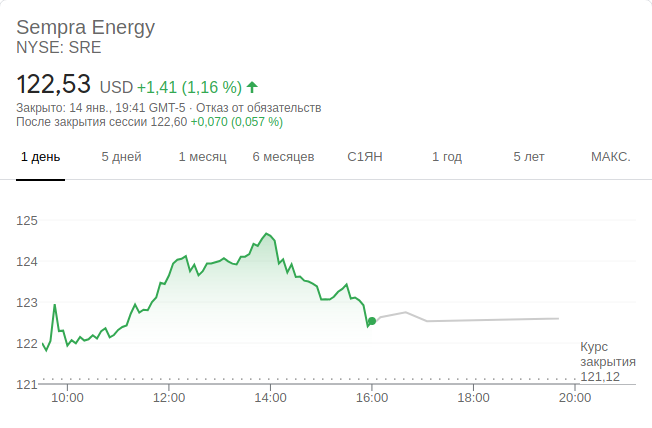 Sempra Energy
NYSE: SRE
122,53 USD +1,41 (1,16 %)
Закрыто: 14 янв., 19:41 GMT-5 · Отказ от обязательств
После закрытия сессии 122,60 +0,070 (0,057 %)
1 день 5 дней 1 месяц 6 месяцев С1ЯН 1 год 5 лет МАКС.
125
124
123
122
121
Курс
закрытия
121,12
10:00 12:00 14:00 16:00 18:00 20:00